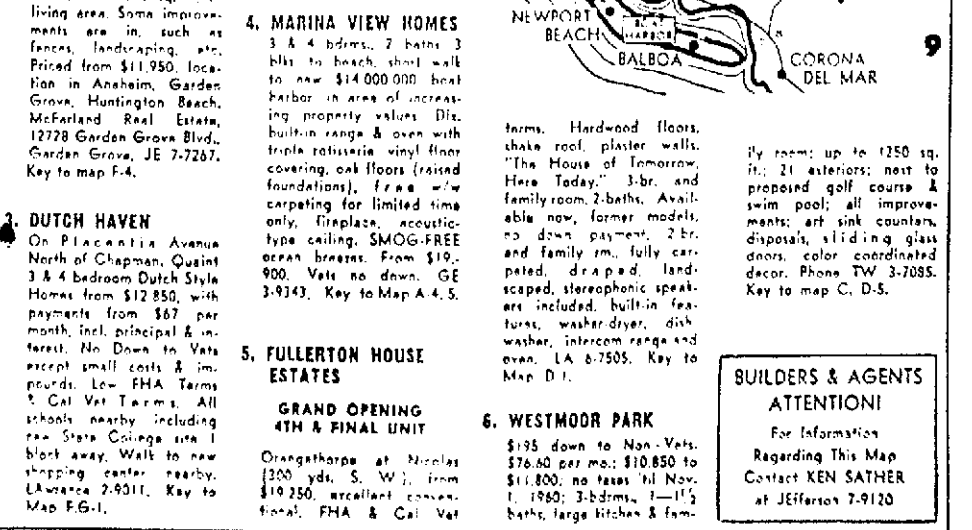 living area. Some improve-
ments are in, such as
fences, landscaping, etc.
Priced from $11,950, loca-
tion in Anaheim, Garden
Grove, Huntington Beach.
McFarland Real Estate,
12728 Garden Grove Blvd.,
Garden Grove, JE 7-7267.
Key to map F-4.
3. DUTCH HAVEN
On Placentia Avenue
North of Chapman, Quaint
3 & 4 bedroom Dutch Style
Homes from $12,850, with
payments from $67 per
month, incl. principal & in-
terest. No Down to Vets
except small costs & im-
pounds. Low FHA Terms
& Cal Vet Terms. All
schools nearby including
new State College site 1
block away. Walk to new
shopping center nearby.
LAwrence 2-9011. Key to
Map F.G-1.
4. MARINA VIEW HOMES
3 & 4 bdrms., 2 baths 3
blks to beach, short walk
to new $14,000,000 boat
harbor in area of increas-
ing property values. Dix.
built-in range & oven with
triple rotisserie vinyl floor
covering, oak floors (raised
foundations), free w/w
carpeting for limited time
only, fireplace, acoustic-
type ceiling. SMOG-FREE
ocean breezes. From $19,-
900. Vets no down. GE
3-9343. Key to Map A-4, 5.
5. FULLERTON HOUSE
ESTATES
GRAND OPENING
4TH & FINAL UNIT
Orangethorpe at Nicolas
(300 yds. S. W.), from
$19,250, excellent conven-
tional, FHA & Cal Vet
NEWPORT
BEACH
BOAT
HARBOR
BALBOA
CORONA
DEL MAR
9
terms. Hardwood floors,
shake roof, plaster walls.
"The House of Tomorrow,
Here Today." 3-br. and
family room, 2-baths. Avail-
able now, former models,
no down payment, 2 br.
and family rm., fully car-
peted, draped, land-
scaped, stereophonic speak-
ers included, built-in fea-
tures, washer-dryer, dish
washer, intercom range and
oven. LA 6-7505. Key to
Map D-1.
6. WESTMOOR PARK
$195 down to Non-Vets.
$76.60 per mo.; $10,850 to
$11,800; no taxes 'til Nov.
1, 1960; 3-bdrms., 1—1½
baths, large kitchen & fam-
ily room; up to 1250 sq.
ft.; 21 exteriors; next to
proposed golf course &
swim pool; all improve-
ments; art sink counters,
disposals, sliding glass
doors, color coordinated
decor. Phone TW 3-7085.
Key to map C, D-5.
BUILDERS & AGENTS
ATTENTION!
For Information
Regarding This Map
Contact KEN SATHER
at JEfferson 7-9120